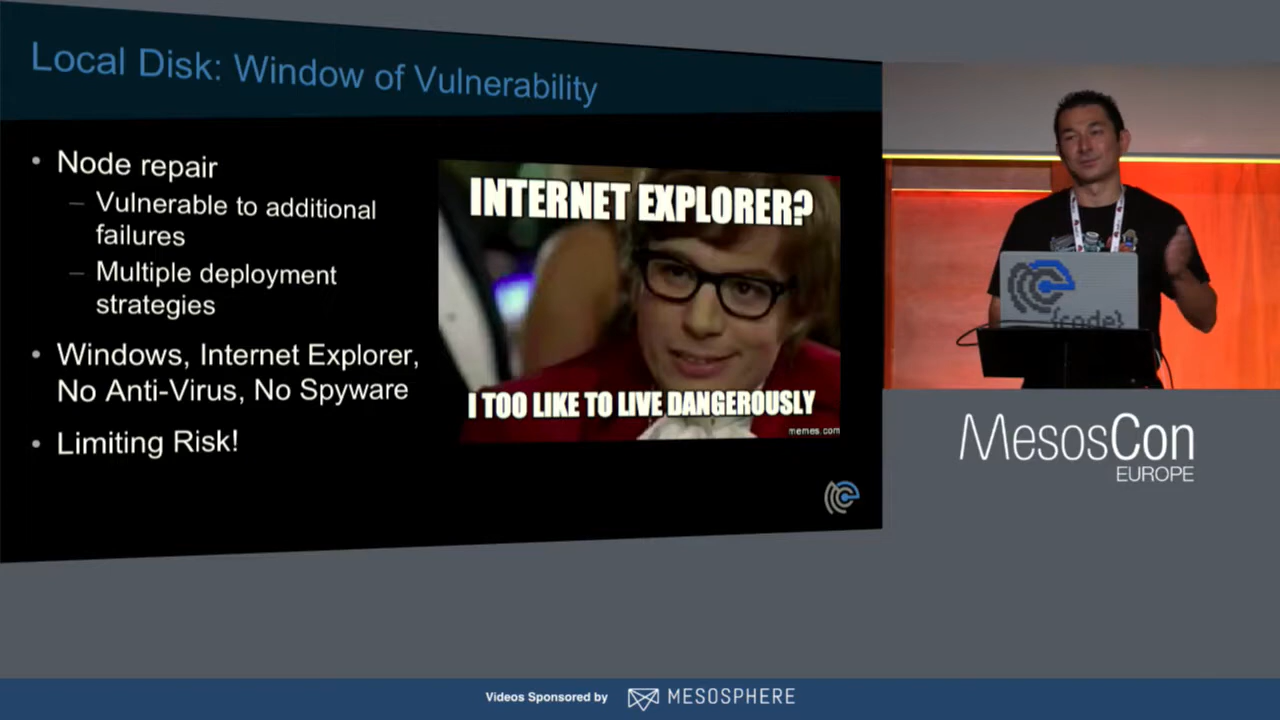 Local Disk: Window of Vulnerability
• Node repair
– Vulnerable to additional
failures
– Multiple deployment
strategies
• Windows, Internet Explorer,
No Anti-Virus, No Spyware
• Limiting Risk!
INTERNET EXPLORER?
I TOO LIKE TO LIVE DANGEROUSLY
memes.com
{code}
MesosCon
EUROPE
Videos Sponsored by
MESOSPHERE